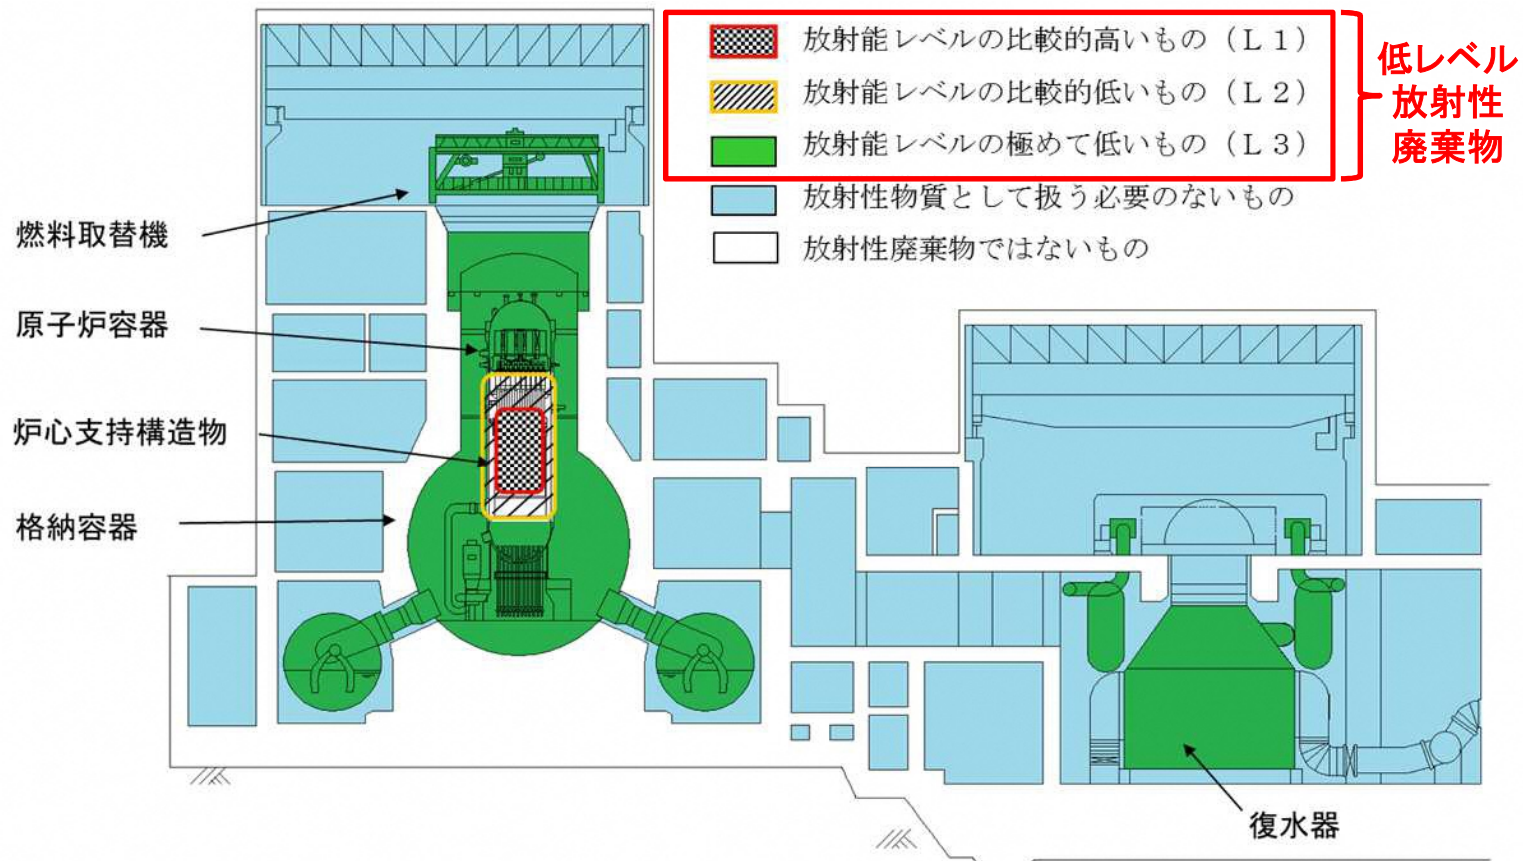 放射能レベルの比較的高いもの（Ｌ１）
放射能レベルの比較的低いもの（Ｌ２）
放射能レベルの極めて低いもの（Ｌ３）
放射性物質として扱う必要のないもの
放射性廃棄物ではないもの
低レベル
放射性
廃棄物
燃料取替機
原子炉容器
炉心支持構造物
格納容器
復水器